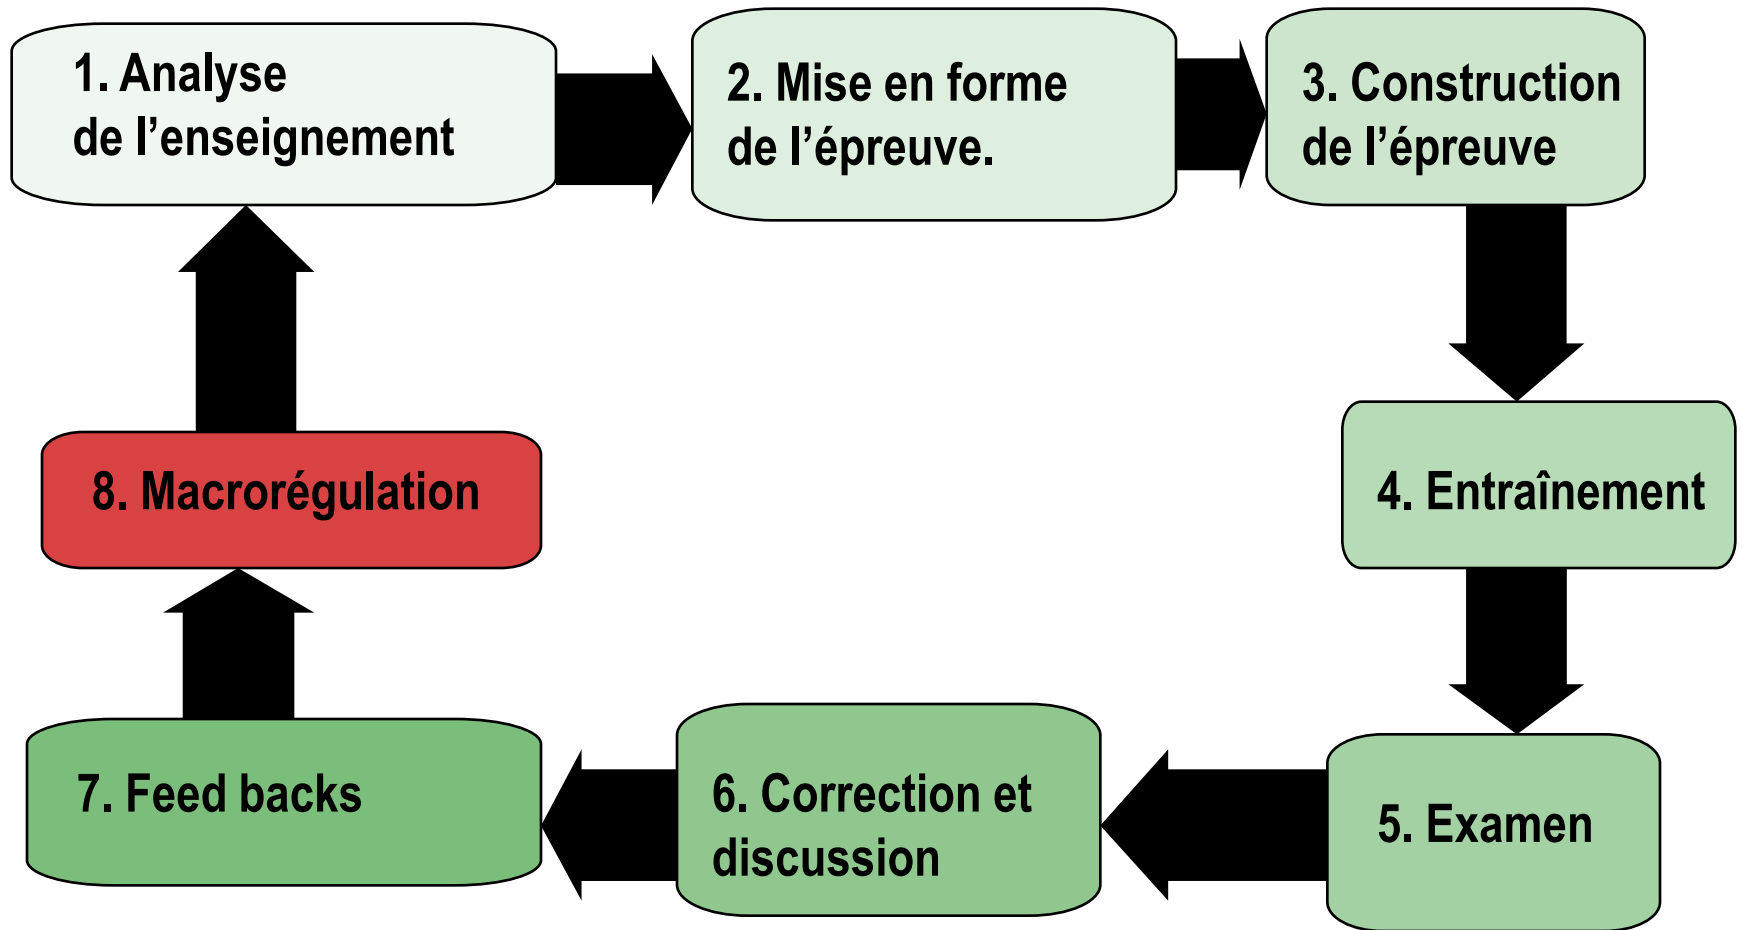 1. Analyse
de l’enseignement
2. Mise en forme
de l’épreuve.
3. Construction
de l’épreuve
4. Entraînement
5. Examen
6. Correction et
discussion
7. Feed backs
8. Macrorégulation